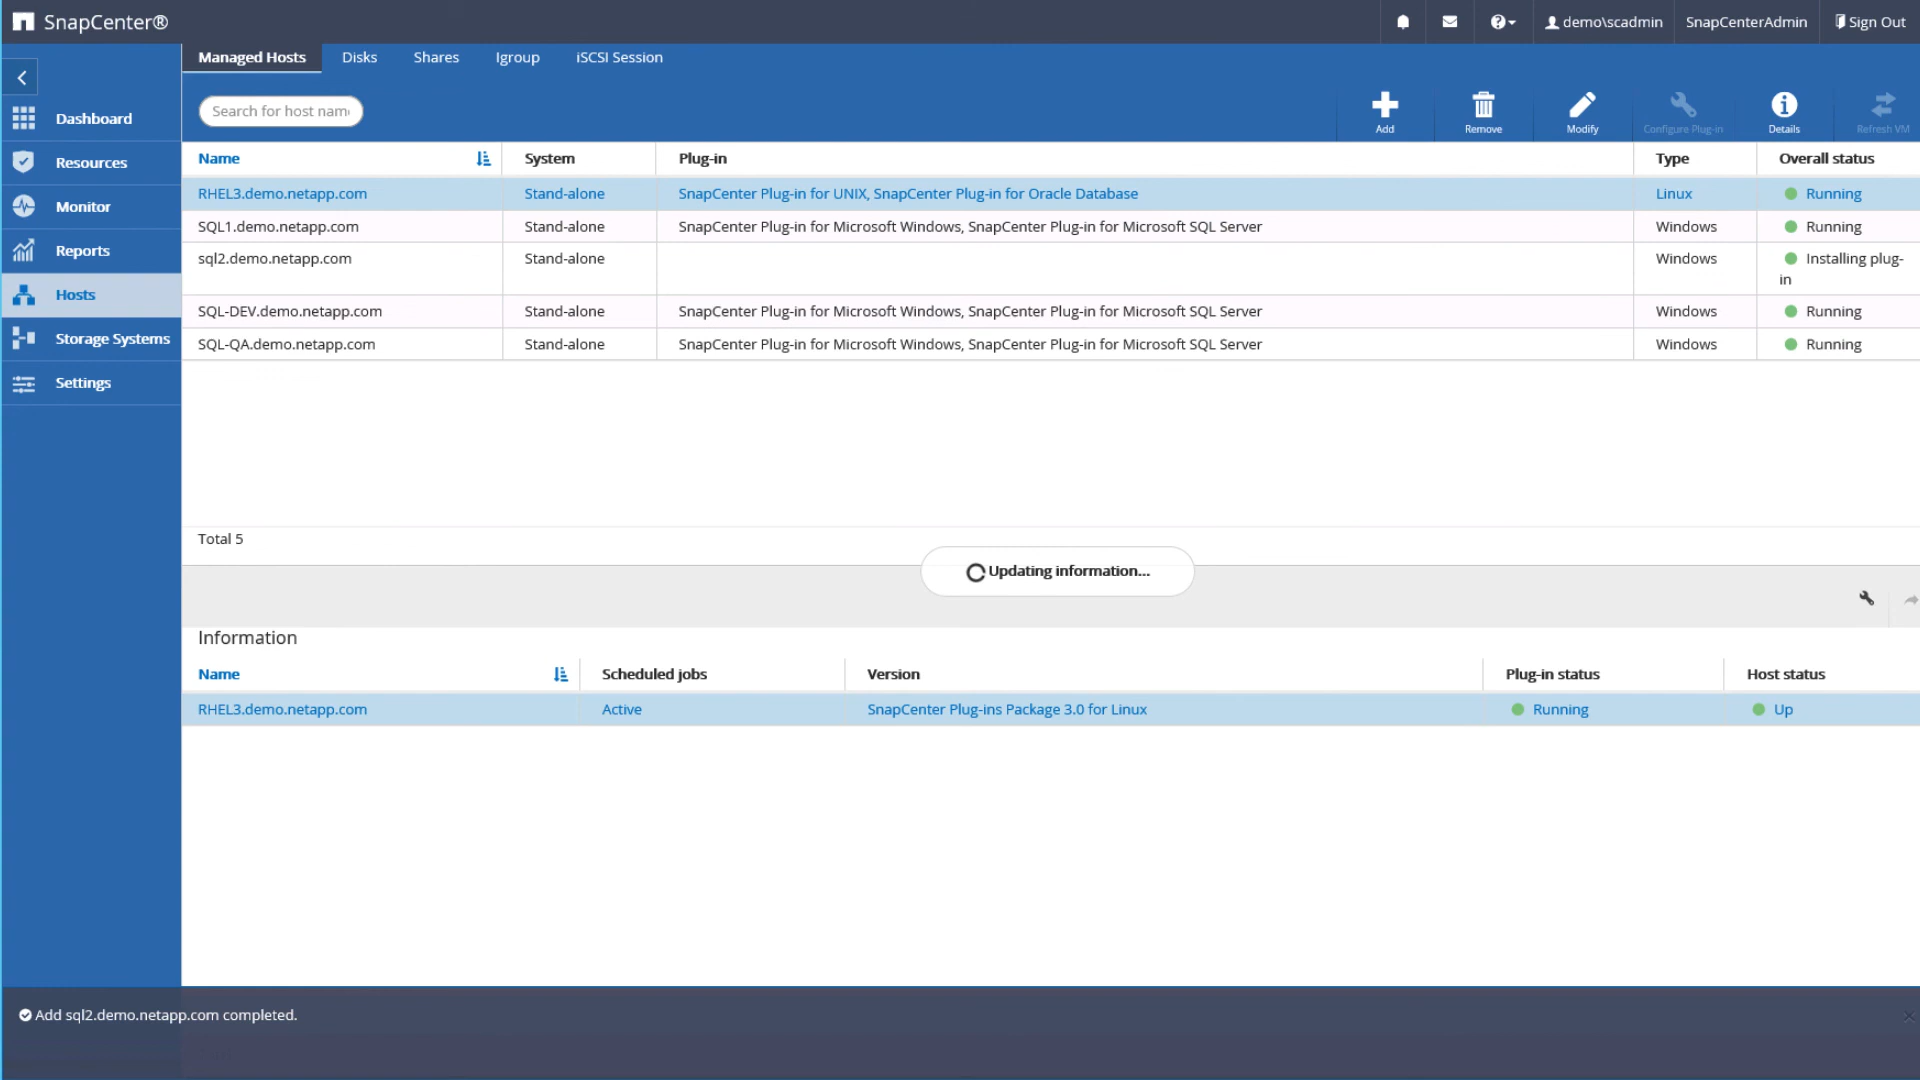 SnapCenter®
demo\scadmin
SnapCenterAdmin
Sign Out
Managed Hosts
Disks
Shares
Igroup
iSCSI Session
Dashboard
Resources
Monitor
Reports
Hosts
Storage Systems
Settings
Search for host nam
Add
Remove
Modify
Configure Plug-in
Details
Refresh VM
Name System Plug-in Type Overall status
RHEL3.demo.netapp.com Stand-alone SnapCenter Plug-in for UNIX, SnapCenter Plug-in for Oracle Database Linux Running
SQL1.demo.netapp.com Stand-alone SnapCenter Plug-in for Microsoft Windows, SnapCenter Plug-in for Microsoft SQL Server Windows Running
sql2.demo.netapp.com Stand-alone Windows Installing plug-
in
SQL-DEV.demo.netapp.com Stand-alone SnapCenter Plug-in for Microsoft Windows, SnapCenter Plug-in for Microsoft SQL Server Windows Running
SQL-QA.demo.netapp.com Stand-alone SnapCenter Plug-in for Microsoft Windows, SnapCenter Plug-in for Microsoft SQL Server Windows Running
Total 5
Updating information...
Information
Name Scheduled jobs Version Plug-in status Host status
RHEL3.demo.netapp.com Active SnapCenter Plug-ins Package 3.0 for Linux Running Up
Add sql2.demo.netapp.com completed.